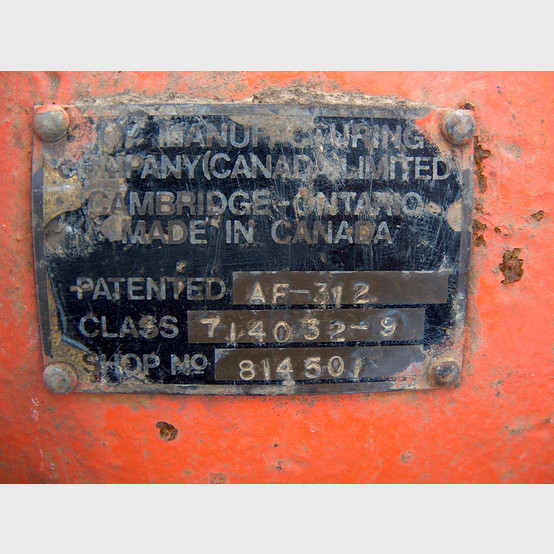 MANUFACTURING
COMPANY (CANADA) LIMITED
CAMBRIDGE-ONTARIO
MADE IN CANADA
PATENTED AF-312
CLASS 714032-9
SHOP NO 814501